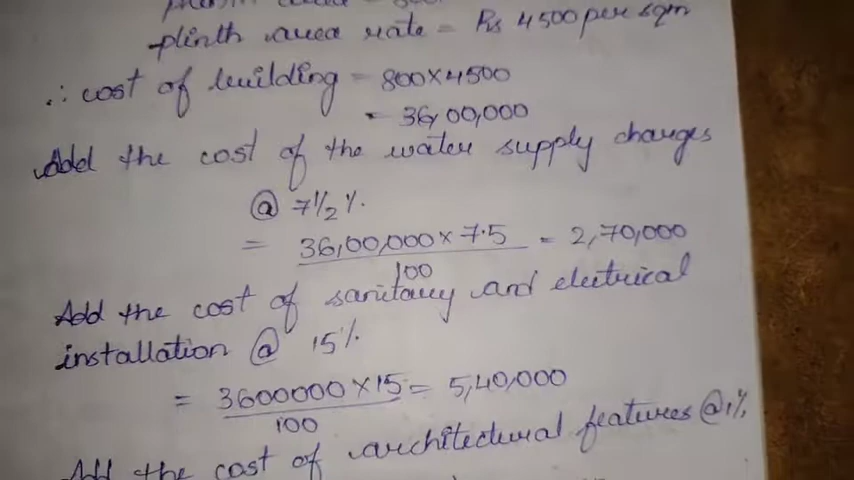 plinth area rate = Rs 4500 per sqm
∴ cost of building = 800×4500
= 36,00,000
Add the cost of the water supply charges
@ 7½ %.
= 36,00,000 × 7.5 = 2,70,000
100
Add the cost of sanitary and electrical
installation @ 15%.
= 3600000 × 15 = 5,40,000
100
Add the cost of architectural features @ 1%